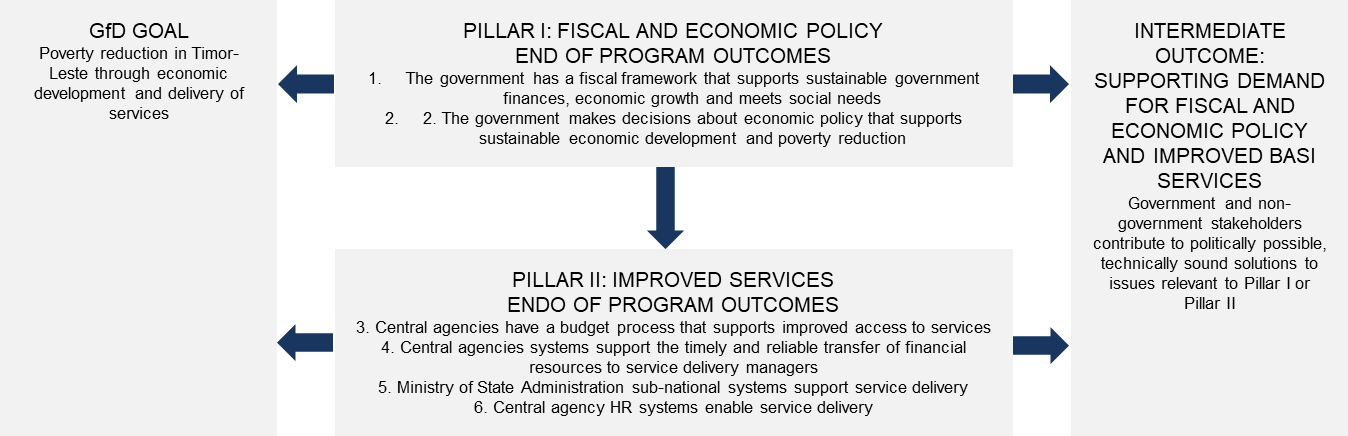 GfD GOAL
Poverty reduction in Timor-
Leste through economic
development and delivery of
services
PILLAR I: FISCAL AND ECONOMIC POLICY
END OF PROGRAM OUTCOMES
1. The government has a fiscal framework that supports sustainable government
finances, economic growth and meets social needs
2. 2. The government makes decisions about economic policy that supports
sustainable economic development and poverty reduction
PILLAR II: IMPROVED SERVICES
ENDO OF PROGRAM OUTCOMES
3. Central agencies have a budget process that supports improved access to services
4. Central agencies systems support the timely and reliable transfer of financial
resources to service delivery managers
5. Ministry of State Administration sub-national systems support service delivery
6. Central agency HR systems enable service delivery
INTERMEDIATE
OUTCOME:
SUPPORTING DEMAND
FOR FISCAL AND
ECONOMIC POLICY
AND IMPROVED BASI
SERVICES
Government and non-
government stakeholders
contribute to politically possible,
technically sound solutions to
issues relevant to Pillar I or
Pillar II